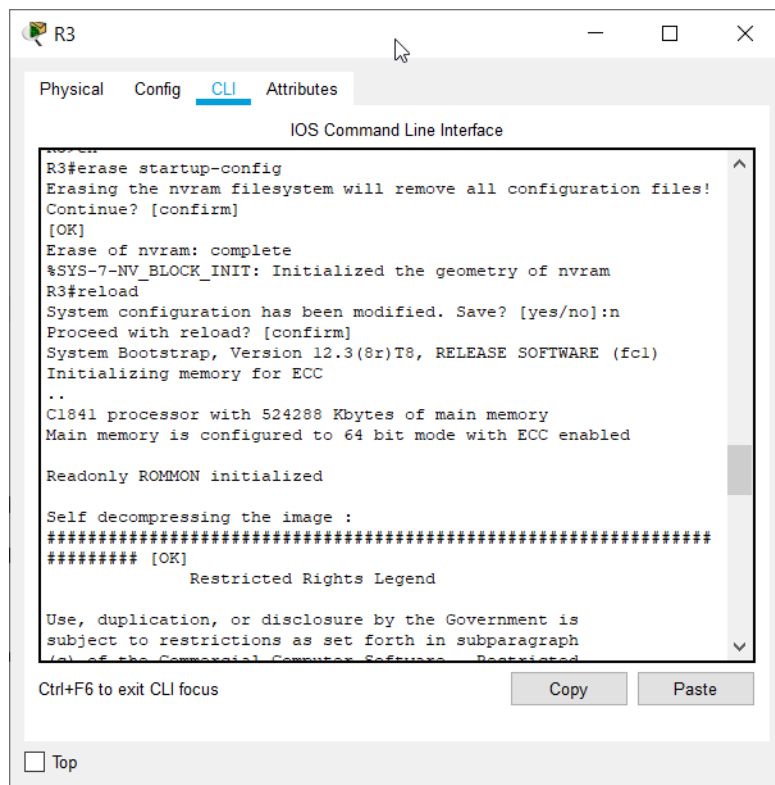 R3
Physical Config CLI Attributes
IOS Command Line Interface
R3#erase startup-config
Erasing the nvram filesystem will remove all configuration files!
Continue? [confirm]
[OK]
Erase of nvram: complete
%SYS-7-NV_BLOCK_INIT: Initialized the geometry of nvram
R3#reload
System configuration has been modified. Save? [yes/no]:n
Proceed with reload? [confirm]
System Bootstrap, Version 12.3(8r)T8, RELEASE SOFTWARE (fc1)
Initializing memory for ECC
..
C1841 processor with 524288 Kbytes of main memory
Main memory is configured to 64 bit mode with ECC enabled
Readonly ROMMON initialized
Self decompressing the image :
#################################################################
######### [OK]
Restricted Rights Legend
Use, duplication, or disclosure by the Government is
subject to restrictions as set forth in subparagraph
of the Commercial Computer Software Restricted
Ctrl+F6 to exit CLI focus
Copy Paste
Top